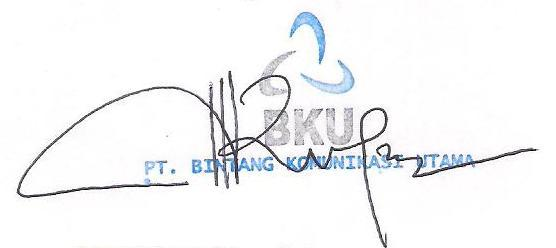 BKU
PT. BINTANG KOMUNIKASI UTAMA